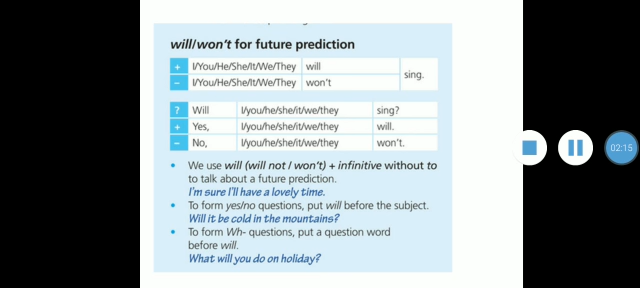 will/won't for future prediction
+ I/You/He/She/It/We/They will sing.
− I/You/He/She/It/We/They won't
? Will I/you/he/she/it/we/they sing?
+ Yes, I/you/he/she/it/we/they will.
− No, I/you/he/she/it/we/they won't.
• We use will (will not / won't) + infinitive without to
to talk about a future prediction.
I'm sure I'll have a lovely time.
• To form yes/no questions, put will before the subject.
Will it be cold in the mountains?
• To form Wh- questions, put a question word
before will.
What will you do on holiday?
02:15